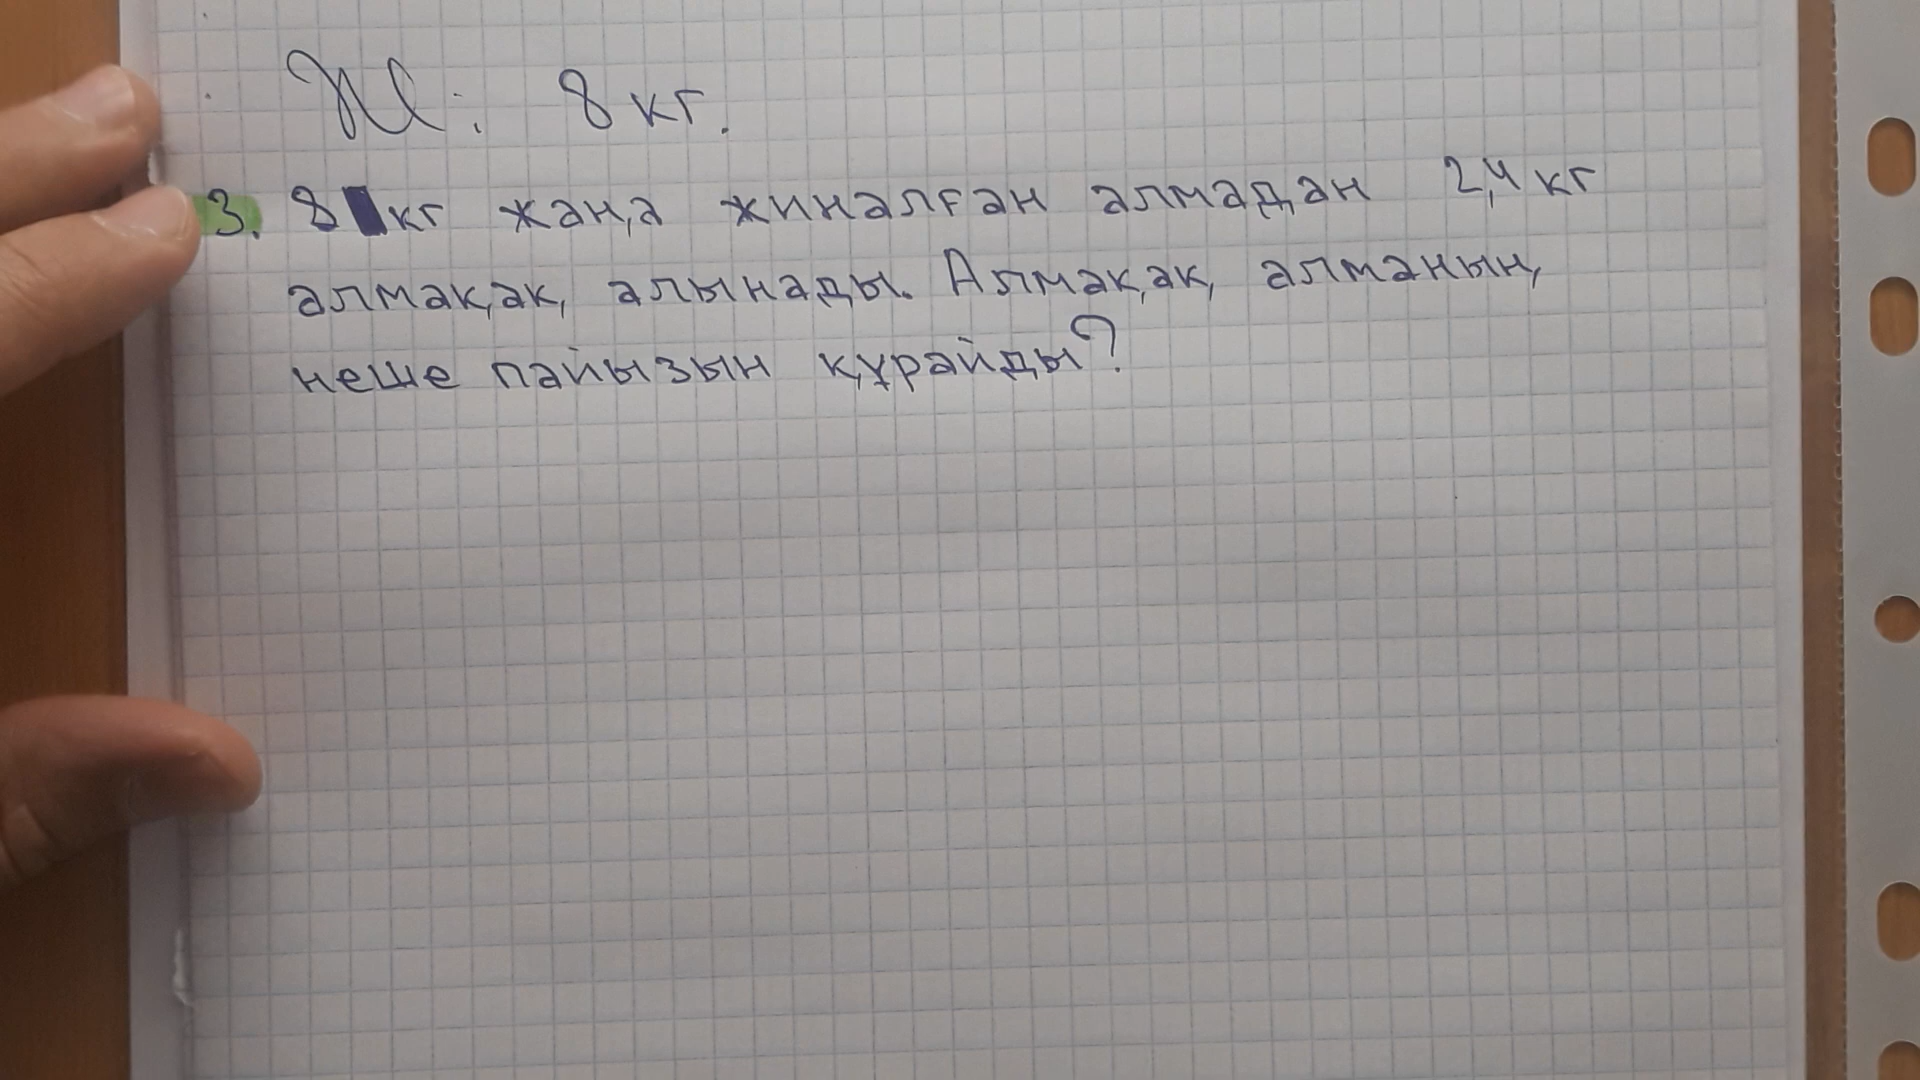 Ж: 8 кг.
3. 8 кг жаңа жиналған алмадан 2,4 кг
алмақақ алынады. Алмақақ алманың
неше пайызын құрайды?